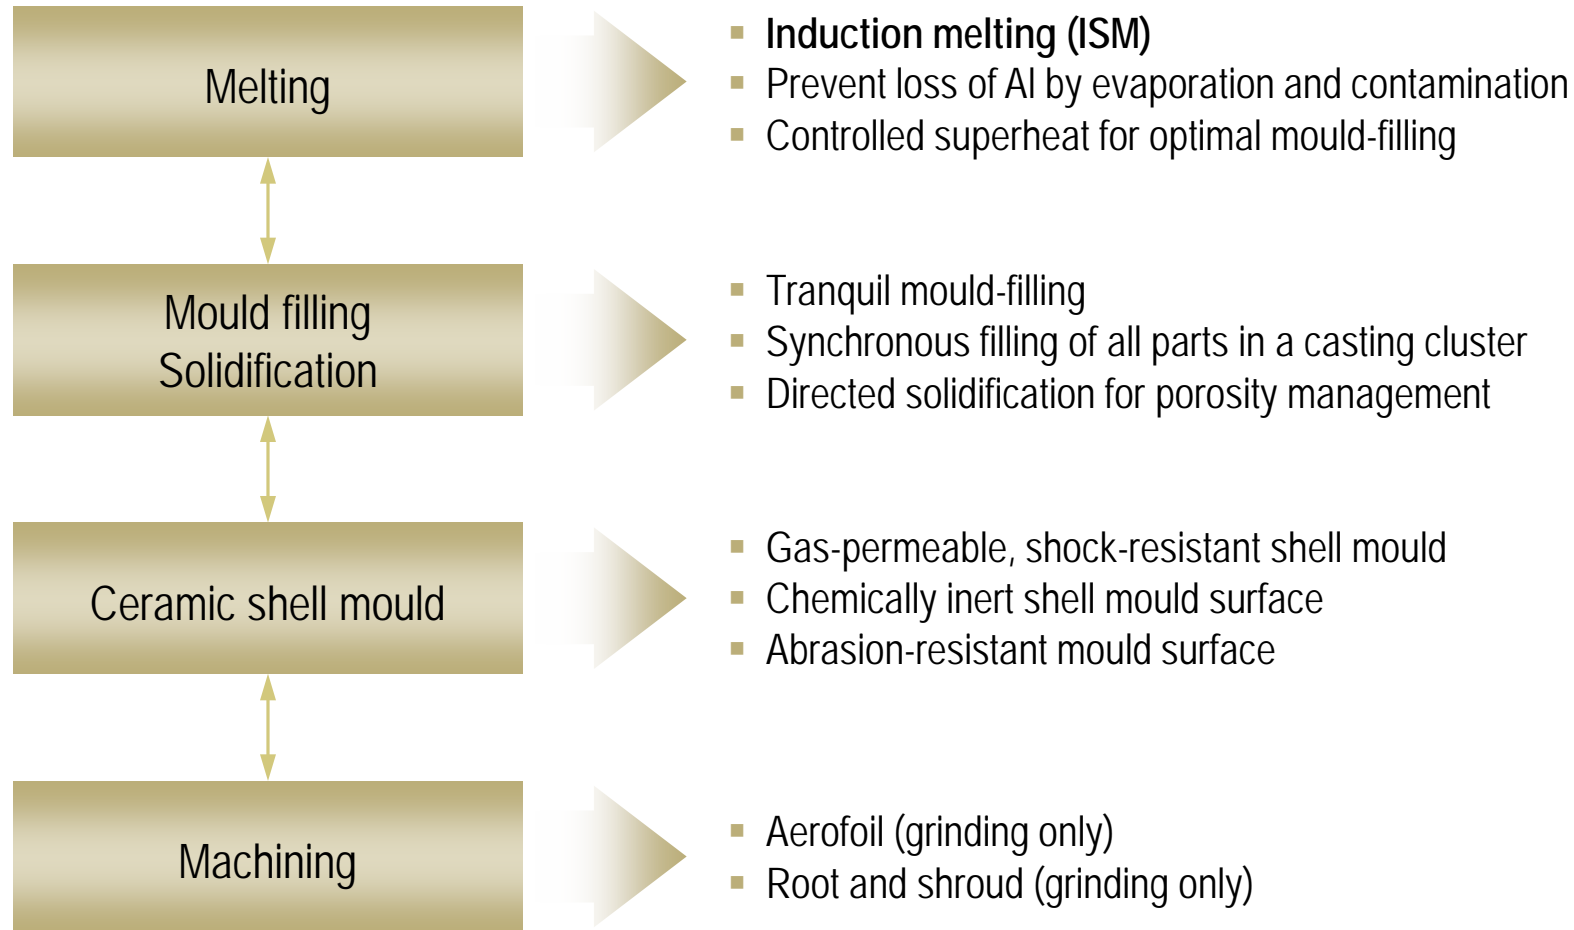 Melting
Induction melting (ISM)
Prevent loss of Al by evaporation and contamination
Controlled superheat for optimal mould-filling
Mould filling
Solidification
Tranquil mould-filling
Synchronous filling of all parts in a casting cluster
Directed solidification for porosity management
Ceramic shell mould
Gas-permeable, shock-resistant shell mould
Chemically inert shell mould surface
Abrasion-resistant mould surface
Machining
Aerofoil (grinding only)
Root and shroud (grinding only)